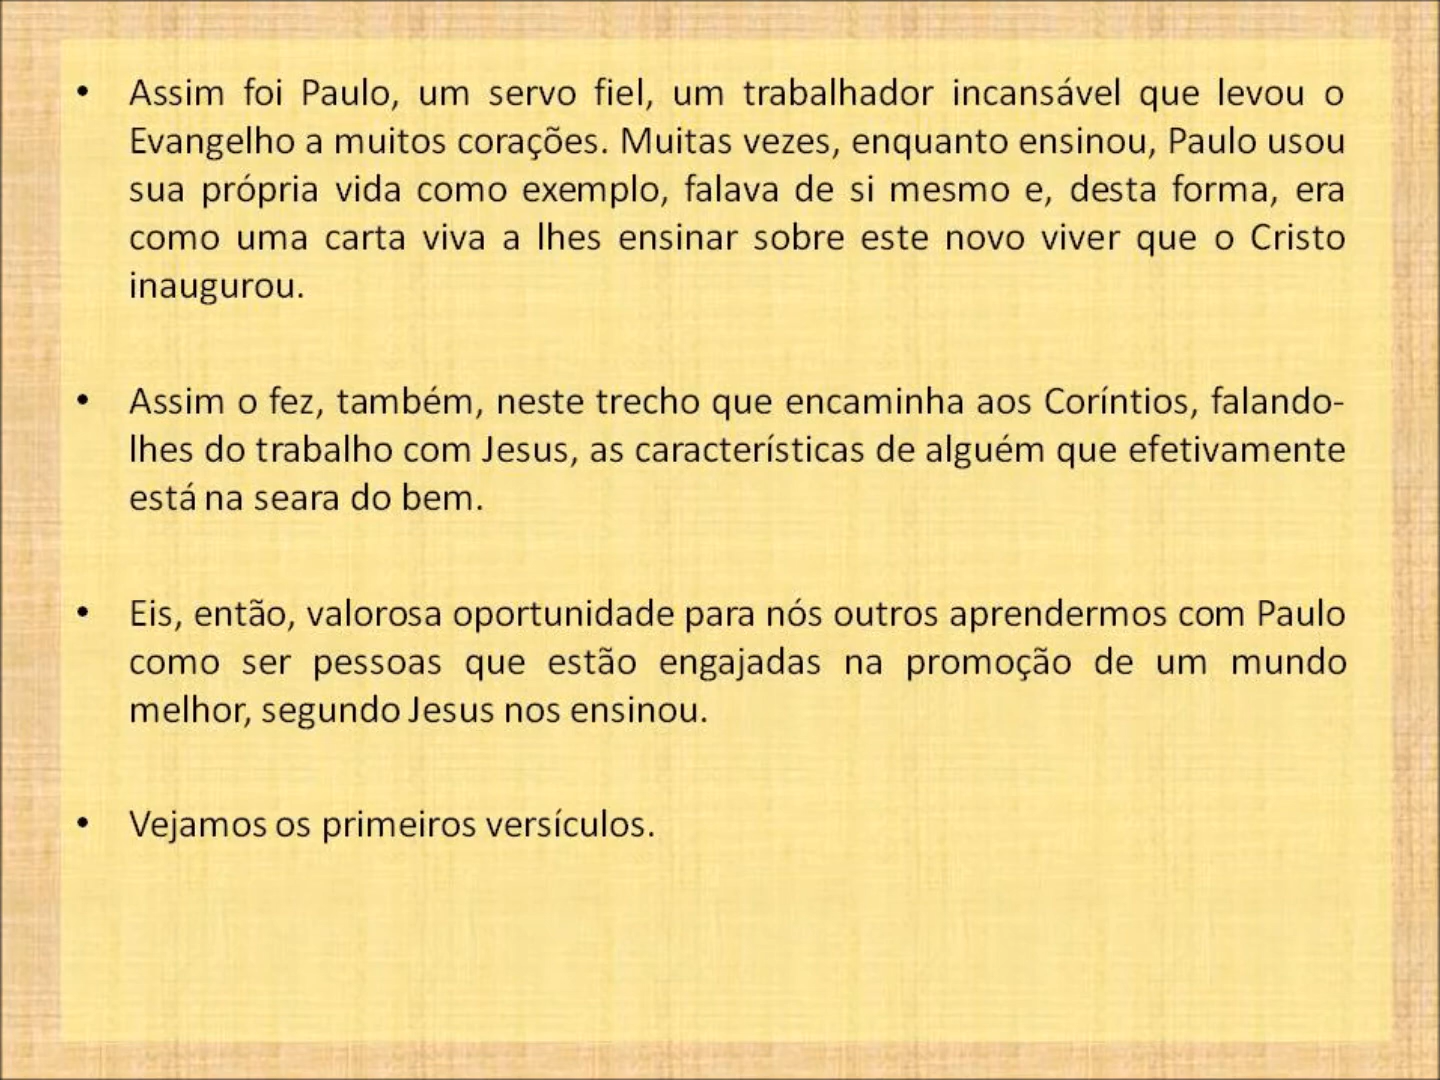 • Assim foi Paulo, um servo fiel, um trabalhador incansável que levou o
Evangelho a muitos corações. Muitas vezes, enquanto ensinou, Paulo usou
sua própria vida como exemplo, falava de si mesmo e, desta forma, era
como uma carta viva a lhes ensinar sobre este novo viver que o Cristo
inaugurou.
• Assim o fez, também, neste trecho que encaminha aos Coríntios, falando-
lhes do trabalho com Jesus, as características de alguém que efetivamente
está na seara do bem.
• Eis, então, valorosa oportunidade para nós outros aprendermos com Paulo
como ser pessoas que estão engajadas na promoção de um mundo
melhor, segundo Jesus nos ensinou.
• Vejamos os primeiros versículos.